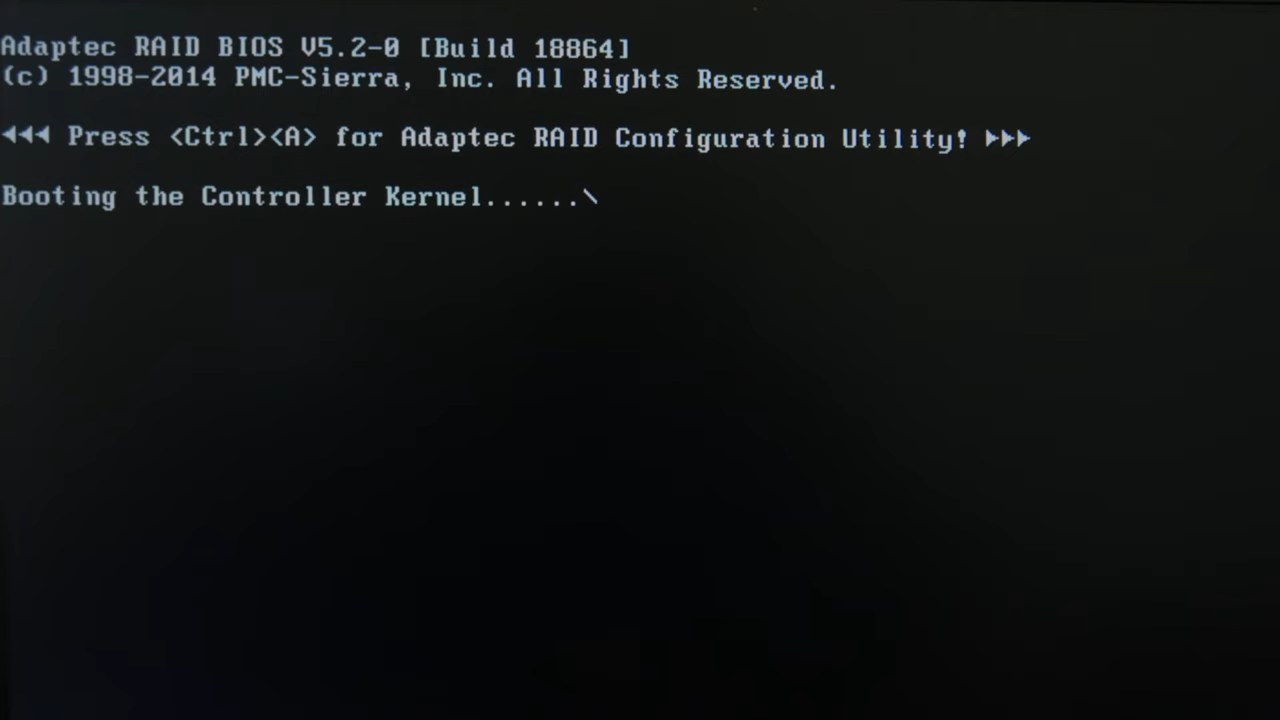 Adaptec RAID BIOS V5.2-0 [Build 18864]
(c) 1998-2014 PMC-Sierra, Inc. All Rights Reserved.
◄◄◄ Press <Ctrl><A> for Adaptec RAID Configuration Utility! ►►►
Booting the Controller Kernel......\